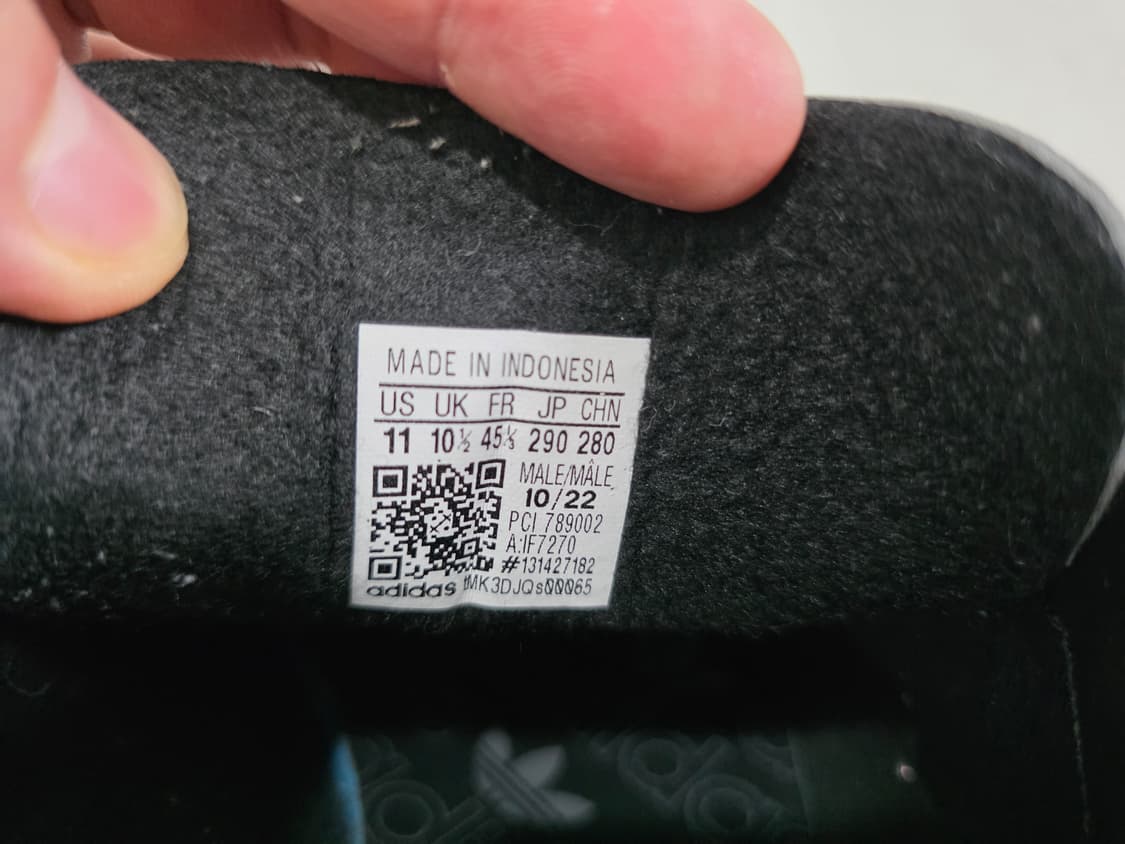 MADE IN INDONESIA
US UK FR JP CHN
11 10½ 45⅓ 290 280
MALE/MÂLE
10/22
PCI 789002
A:IF7270
#131427182
adidas tMK3DJQs00065